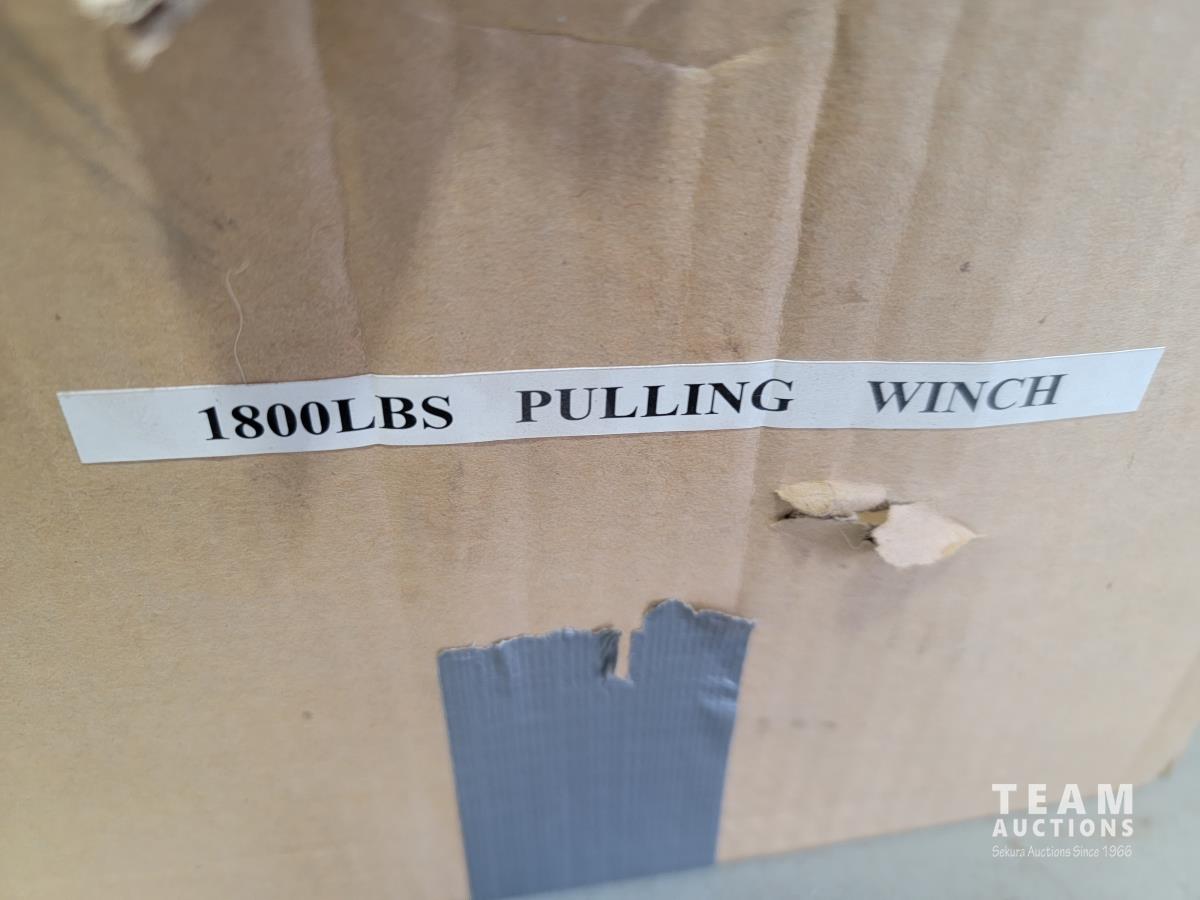 1800LBS PULLING WINCH
TEAM
AUCTIONS
Sekura Auctions Since 1966